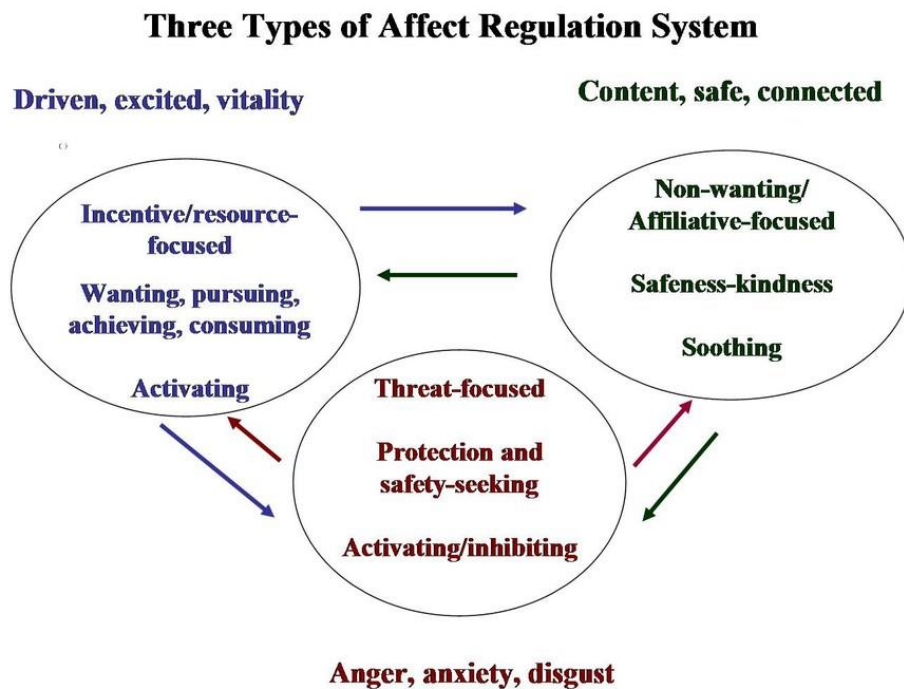 Three Types of Affect Regulation System
Driven, excited, vitality
Content, safe, connected
Incentive/resource-
focused
Wanting, pursuing,
achieving, consuming
Activating
Non-wanting/
Affiliative-focused
Safeness-kindness
Soothing
Threat-focused
Protection and
safety-seeking
Activating/inhibiting
Anger, anxiety, disgust